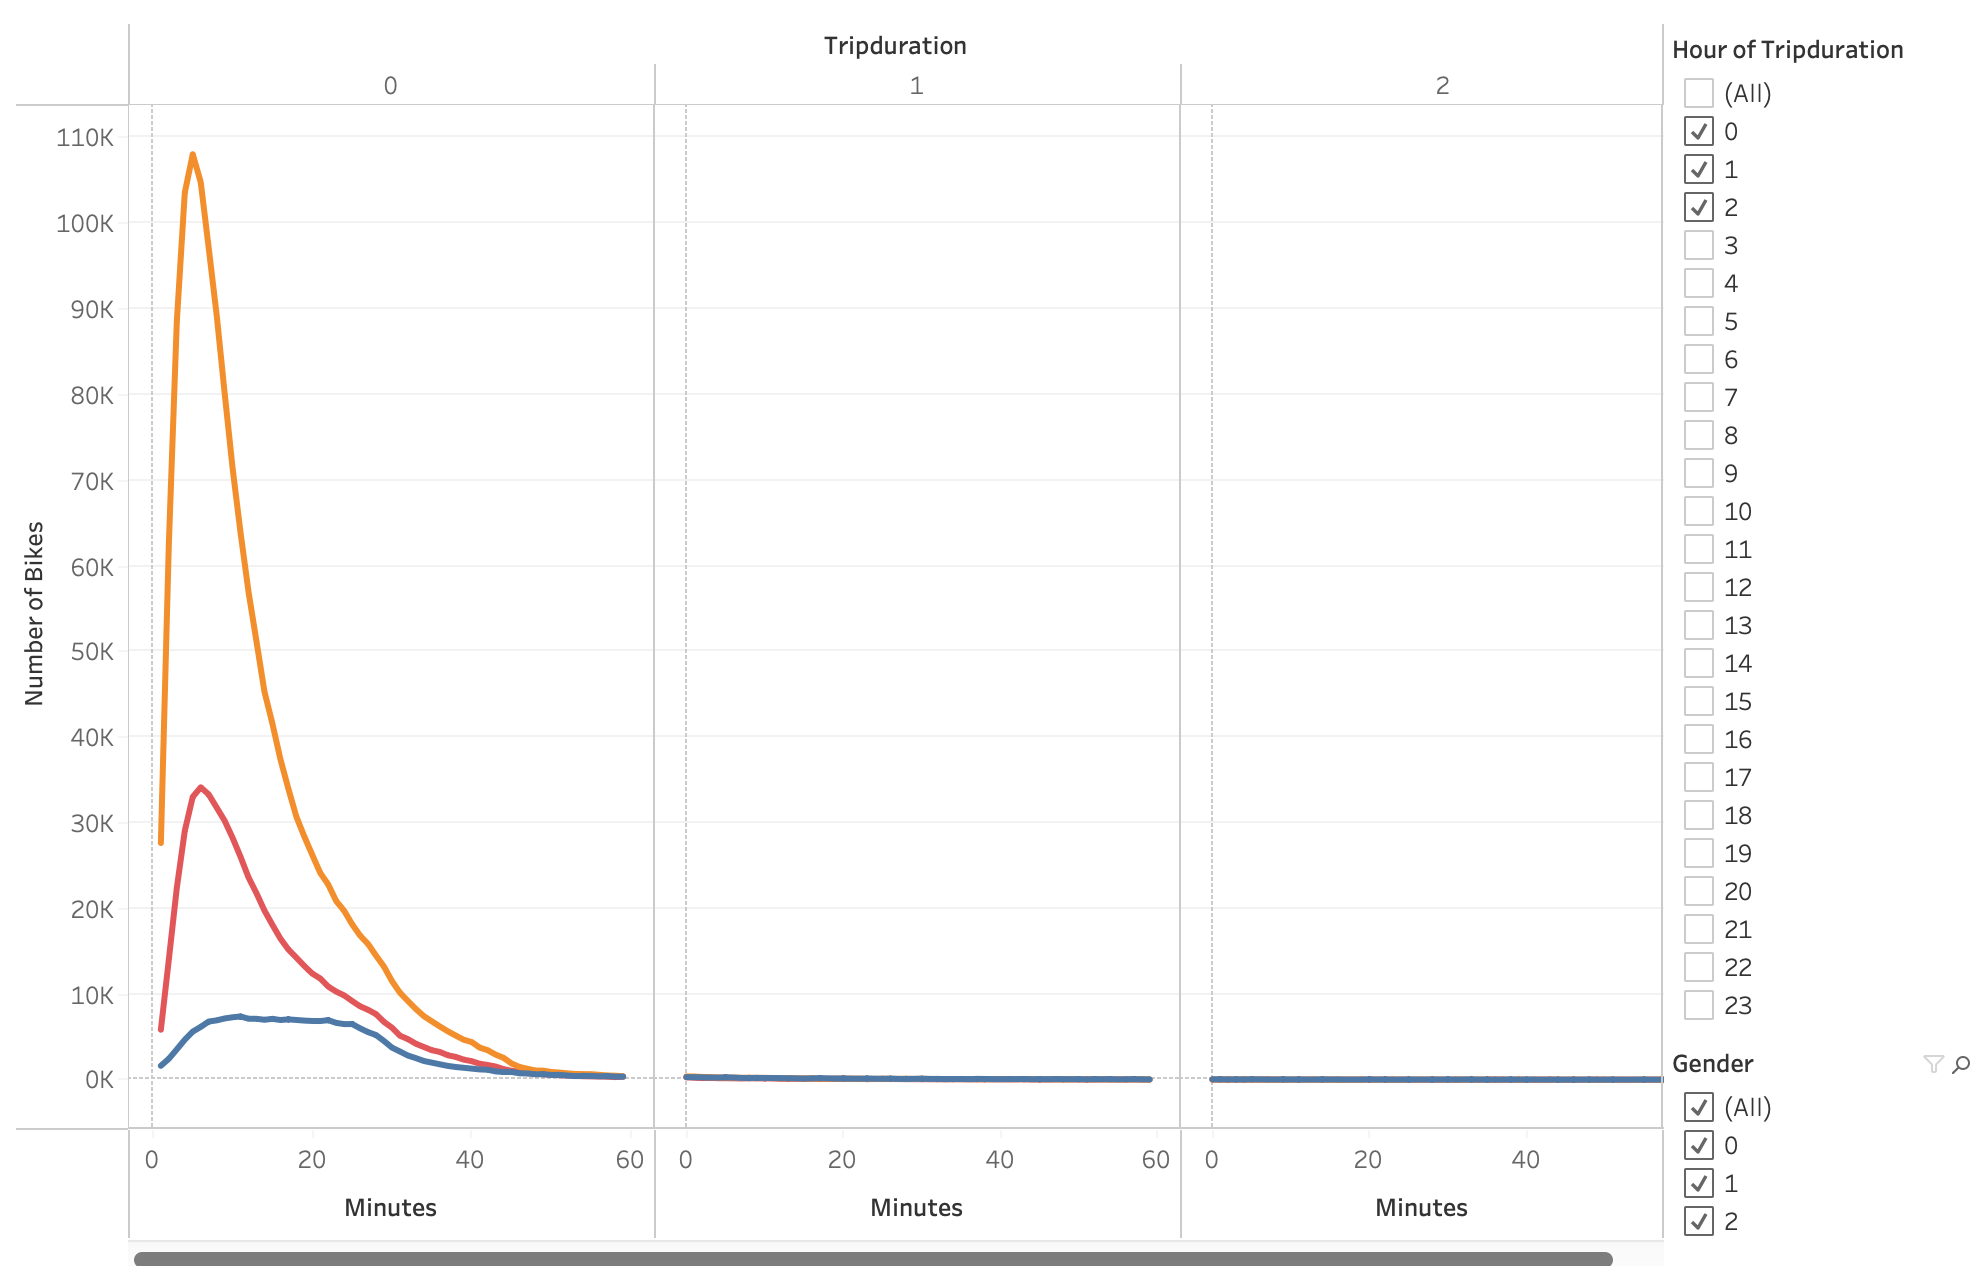 Tripduration
0
1
2
110K
100K
90K
80K
70K
60K
50K
40K
30K
20K
10K
0K
Number of Bikes
0 20 40 60
0 20 40 60
0 20 40
Minutes
Minutes
Minutes
Hour of Tripduration
(All)
0
1
2
3
4
5
6
7
8
9
10
11
12
13
14
15
16
17
18
19
20
21
22
23
Gender
(All)
0
1
2